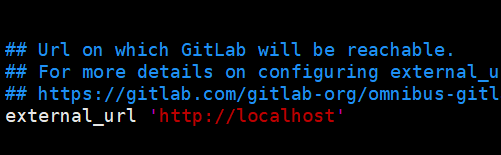 ## Url on which GitLab will be reachable.
## For more details on configuring external_u
## https://gitlab.com/gitlab-org/omnibus-gitl
external_url 'http://localhost'